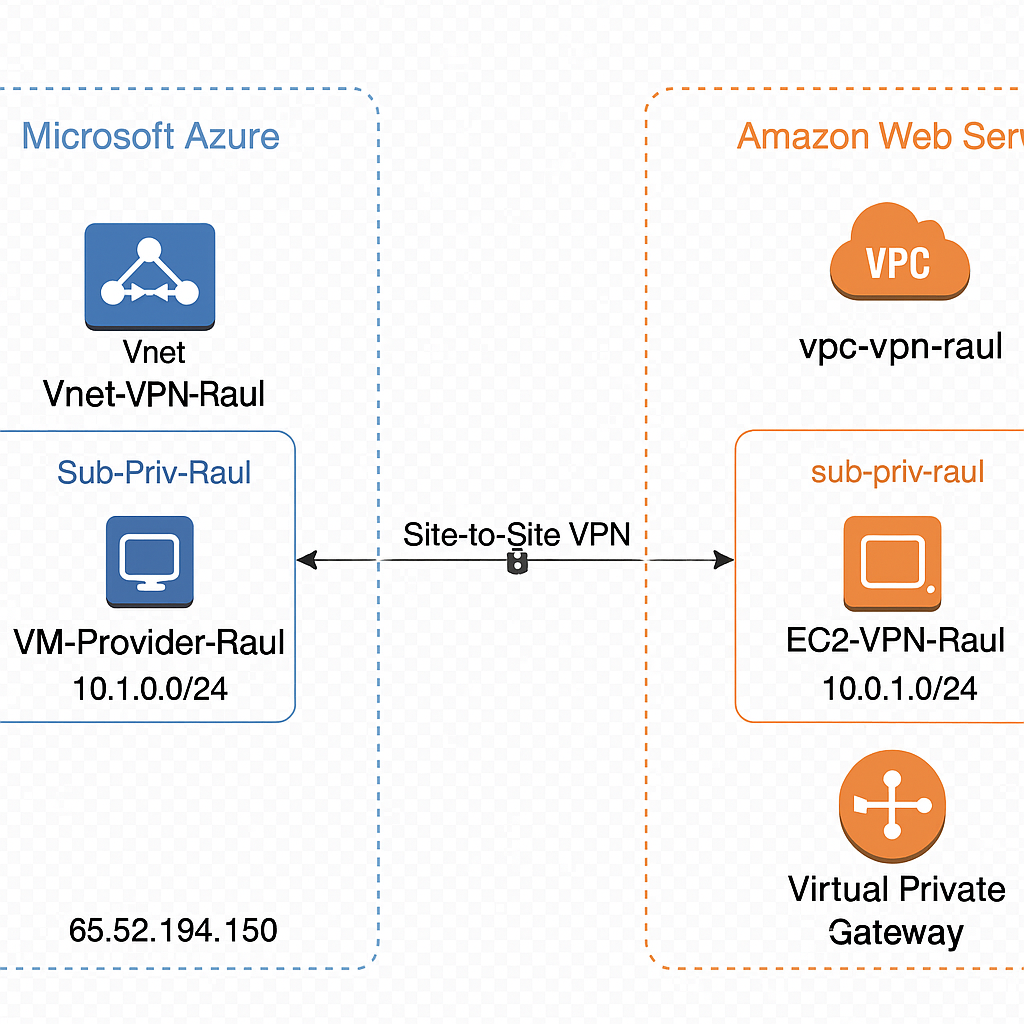 Microsoft Azure
Vnet
Vnet-VPN-Raul
Sub-Priv-Raul
VM-Provider-Raul
10.1.0.0/24
65.52.194.150
Site-to-Site VPN
Amazon Web Serv
VPC
vpc-vpn-raul
sub-priv-raul
EC2-VPN-Raul
10.0.1.0/24
Virtual Private
Gateway